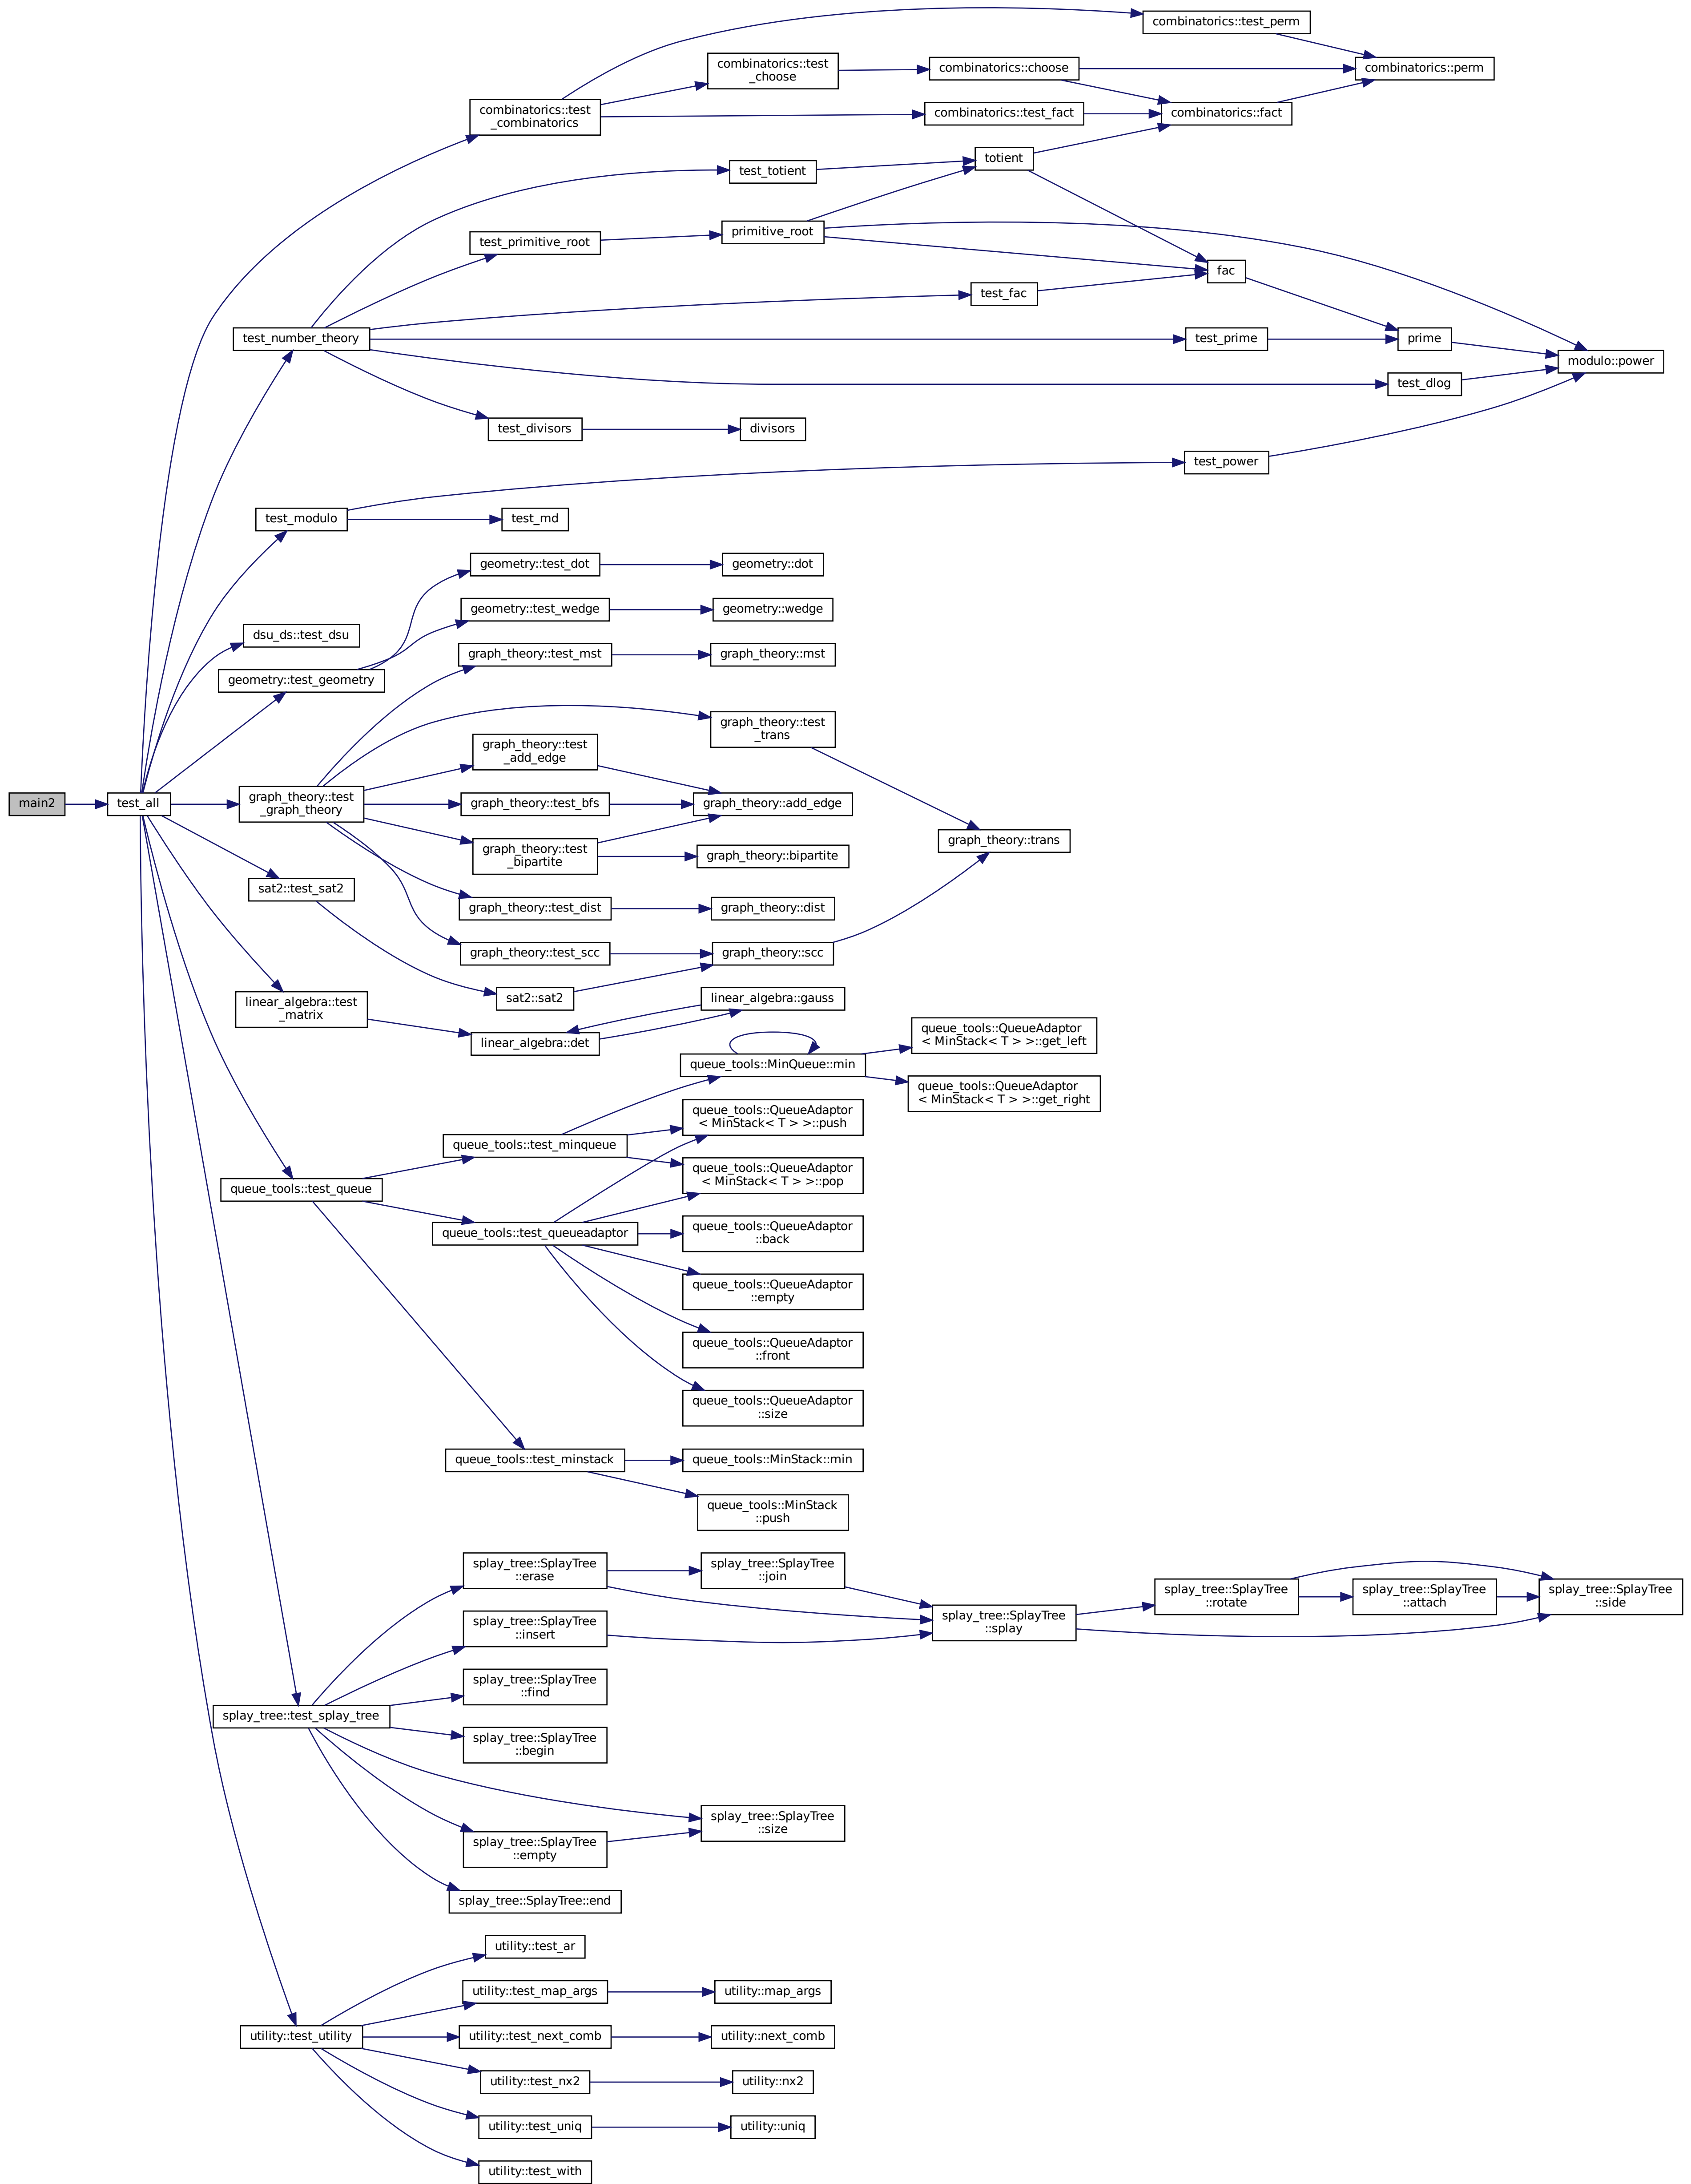 main2
test_all
combinatorics::test
_combinatorics
combinatorics::test_perm
combinatorics::test
_choose
combinatorics::choose
combinatorics::perm
combinatorics::test_fact
combinatorics::fact
test_number_theory
test_totient
totient
test_primitive_root
primitive_root
fac
test_fac
test_prime
prime
modulo::power
test_dlog
test_divisors
divisors
test_modulo
test_power
test_md
dsu_ds::test_dsu
geometry::test_geometry
geometry::test_dot
geometry::dot
geometry::test_wedge
geometry::wedge
graph_theory::test
_graph_theory
graph_theory::test_mst
graph_theory::mst
graph_theory::test
_trans
graph_theory::test
_add_edge
graph_theory::test_bfs
graph_theory::add_edge
graph_theory::test
_bipartite
graph_theory::bipartite
graph_theory::trans
graph_theory::test_dist
graph_theory::dist
graph_theory::test_scc
graph_theory::scc
sat2::test_sat2
sat2::sat2
linear_algebra::test
_matrix
linear_algebra::det
linear_algebra::gauss
queue_tools::test_queue
queue_tools::test_minqueue
queue_tools::MinQueue::min
queue_tools::QueueAdaptor
< MinStack< T > >::get_left
queue_tools::QueueAdaptor
< MinStack< T > >::get_right
queue_tools::QueueAdaptor
< MinStack< T > >::push
queue_tools::QueueAdaptor
< MinStack< T > >::pop
queue_tools::test_queueadaptor
queue_tools::QueueAdaptor
::back
queue_tools::QueueAdaptor
::empty
queue_tools::QueueAdaptor
::front
queue_tools::QueueAdaptor
::size
queue_tools::test_minstack
queue_tools::MinStack::min
queue_tools::MinStack
::push
splay_tree::test_splay_tree
splay_tree::SplayTree
::erase
splay_tree::SplayTree
::join
splay_tree::SplayTree
::insert
splay_tree::SplayTree
::splay
splay_tree::SplayTree
::rotate
splay_tree::SplayTree
::attach
splay_tree::SplayTree
::side
splay_tree::SplayTree
::find
splay_tree::SplayTree
::begin
splay_tree::SplayTree
::size
splay_tree::SplayTree
::empty
splay_tree::SplayTree::end
utility::test_utility
utility::test_ar
utility::test_map_args
utility::map_args
utility::test_next_comb
utility::next_comb
utility::test_nx2
utility::nx2
utility::test_uniq
utility::uniq
utility::test_with